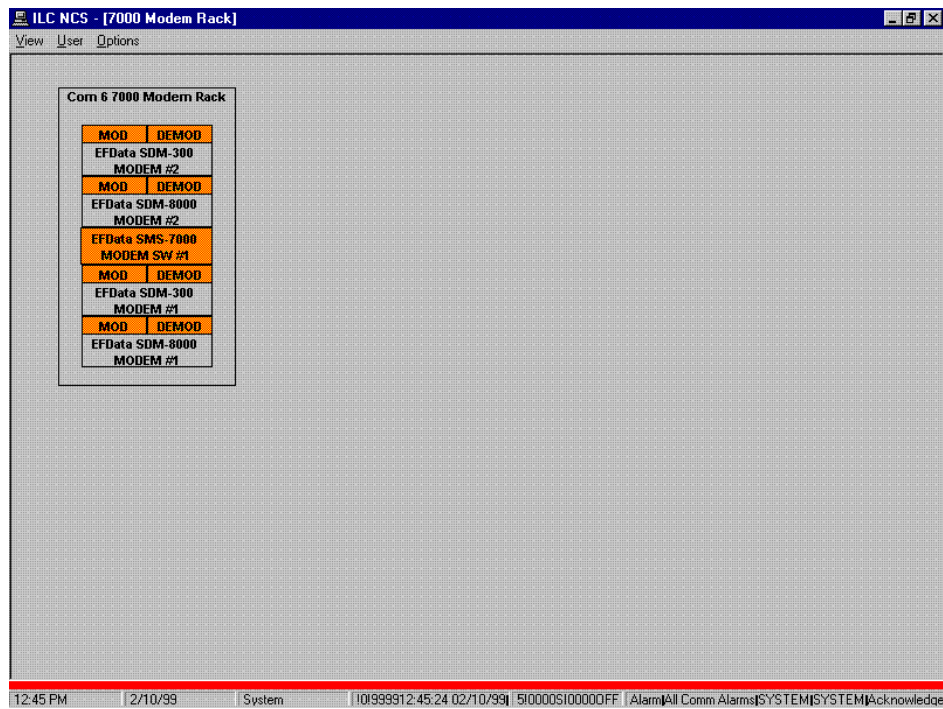 ILC NCS - [7000 Modem Rack]
View User Options
Com 6 7000 Modem Rack
MOD DEMOD
EFData SDM-300
MODEM #2
MOD DEMOD
EFData SDM-8000
MODEM #2
EFData SMS-7000
MODEM SW #1
MOD DEMOD
EFData SDM-300
MODEM #1
MOD DEMOD
EFData SDM-8000
MODEM #1
12:45 PM 2/10/99 System !0!999912:45:24 02/10/99| 5!0000S!00000FF Alarm|All Comm Alarms|SYSTEM|SYSTEM|Acknowledge